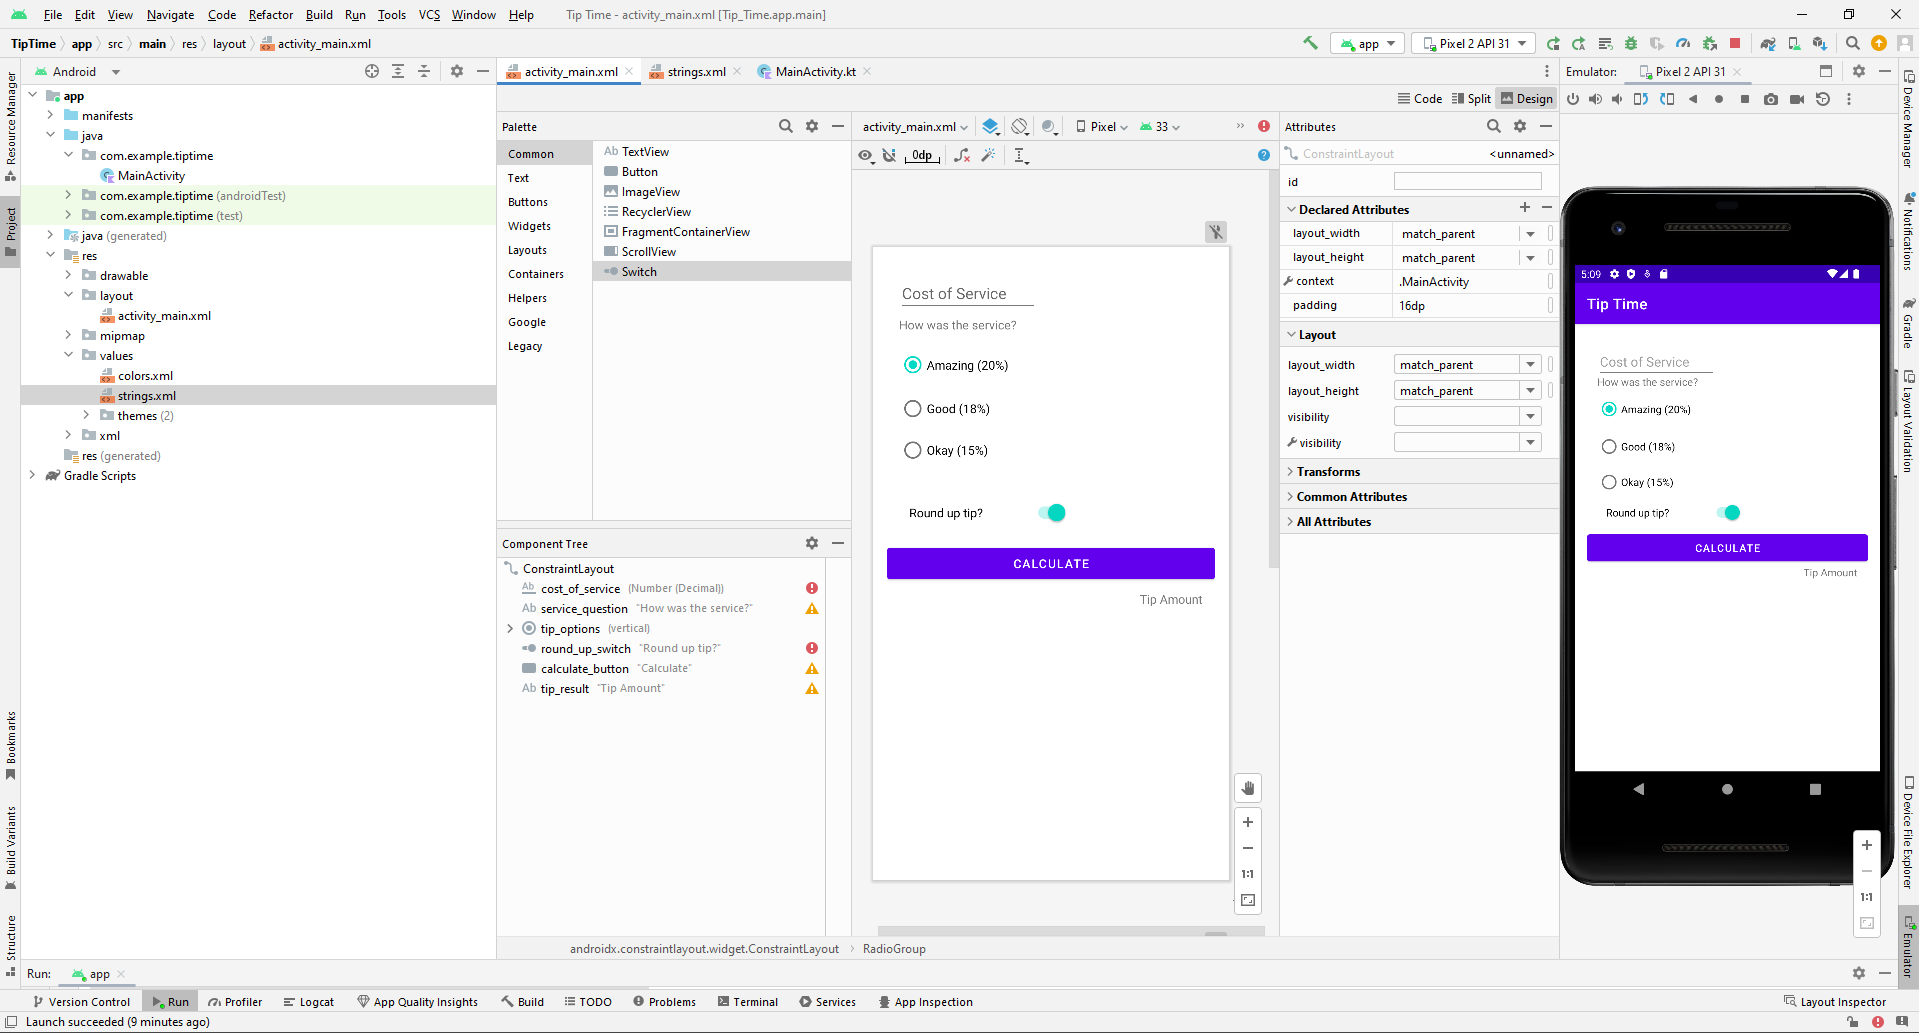 File Edit View Navigate Code Refactor Build Run Tools VCS Window Help Tip Time - activity_main.xml [Tip_Time.app.main]
TipTime app src main res layout activity_main.xml
app Pixel 2 API 31
Android
activity_main.xml strings.xml MainActivity.kt
Emulator: Pixel 2 API 31
Code Split Design
Resource Manager
Project
Bookmarks
Build Variants
Structure
app
manifests
java
com.example.tiptime
MainActivity
com.example.tiptime (androidTest)
com.example.tiptime (test)
java (generated)
res
drawable
layout
activity_main.xml
mipmap
values
colors.xml
strings.xml
themes (2)
xml
res (generated)
Gradle Scripts
Palette
Common
Text
Buttons
Widgets
Layouts
Containers
Helpers
Google
Legacy
Ab TextView
Button
ImageView
RecyclerView
FragmentContainerView
ScrollView
Switch
Component Tree
ConstraintLayout
Ab cost_of_service (Number (Decimal))
Ab service_question "How was the service?"
tip_options (vertical)
round_up_switch "Round up tip?"
calculate_button "Calculate"
Ab tip_result "Tip Amount"
activity_main.xml Pixel 33
0dp
Cost of Service
How was the service?
Amazing (20%)
Good (18%)
Okay (15%)
Round up tip?
CALCULATE
Tip Amount
1:1
androidx.constraintlayout.widget.ConstraintLayout RadioGroup
Attributes
ConstraintLayout <unnamed>
id
Declared Attributes
layout_width match_parent
layout_height match_parent
context .MainActivity
padding 16dp
Layout
layout_width match_parent
layout_height match_parent
visibility
visibility
Transforms
Common Attributes
All Attributes
5:09
Tip Time
Cost of Service
How was the service?
Amazing (20%)
Good (18%)
Okay (15%)
Round up tip?
CALCULATE
Tip Amount
1:1
Device Manager
Notifications
Gradle
Layout Validation
Device File Explorer
Emulator
Run: app
Version Control Run Profiler Logcat App Quality Insights Build TODO Problems Terminal Services App Inspection Layout Inspector
Launch succeeded (9 minutes ago)